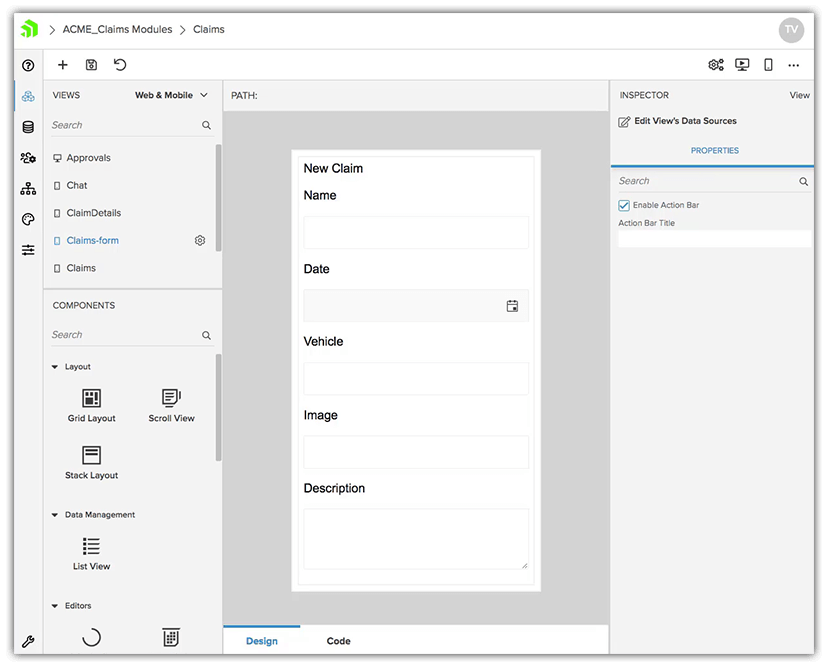 ACME_Claims Modules Claims
TV
VIEWS Web & Mobile
Search
Approvals
Chat
ClaimDetails
Claims-form
Claims
COMPONENTS
Search
Layout
Grid Layout Scroll View
Stack Layout
Data Management
List View
Editors
PATH:
New Claim
Name
Date
Vehicle
Image
Description
Design Code
INSPECTOR View
Edit View's Data Sources
PROPERTIES
Search
Enable Action Bar
Action Bar Title